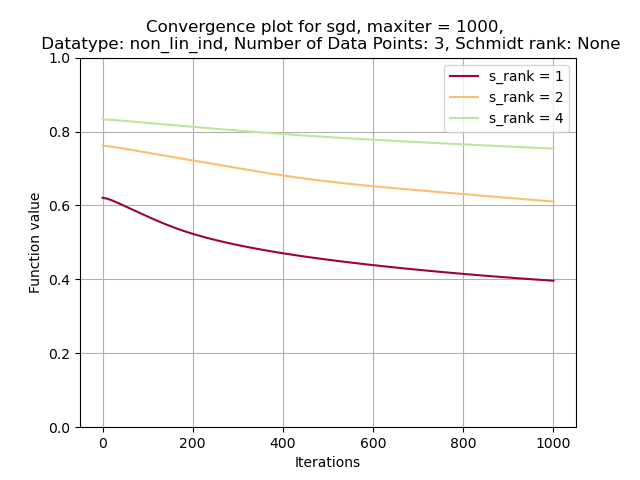 Convergence plot for sgd, maxiter = 1000,
Datatype: non_lin_ind, Number of Data Points: 3, Schmidt rank: None
1.0
0.8
0.6
0.4
0.2
0.0
Function value
s_rank = 1
s_rank = 2
s_rank = 4
0 200 400 600 800 1000
Iterations